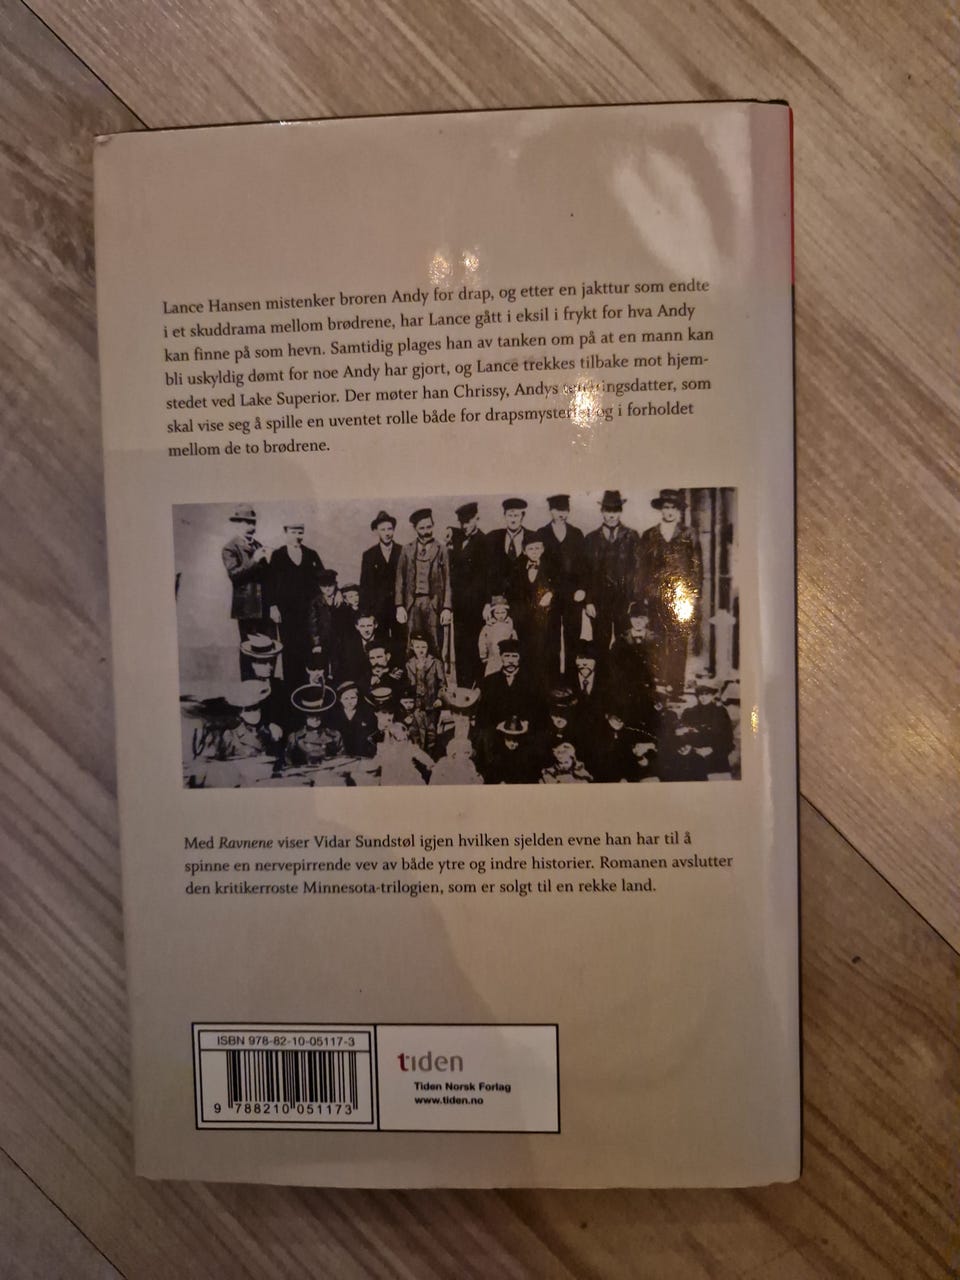 Lance Hansen mistenker broren Andy for drap, og etter en jakttur som endte
i et skuddrama mellom brødrene, har Lance gått i eksil i frykt for hva Andy
kan finne på som hevn. Samtidig plages han av tanken om på at en mann kan
bli uskyldig dømt for noe Andy har gjort, og Lance trekkes tilbake mot hjem-
stedet ved Lake Superior. Der møter han Chrissy, Andys som
skal vise seg å spille en uventet rolle både for drapsmysteriet og i forholdet
mellom de to brødrene.
Med Ravnene viser Vidar Sundstøl igjen hvilken sjelden evne han har til å
spinne en nervepirrende vev av både ytre og indre historier. Romanen avslutter
den kritikerroste Minnesota-trilogien, som er solgt til en rekke land.
ISBN 978-82-10-05117-3
9 788210 051173
tiden
Tiden Norsk Forlag
www.tiden.no